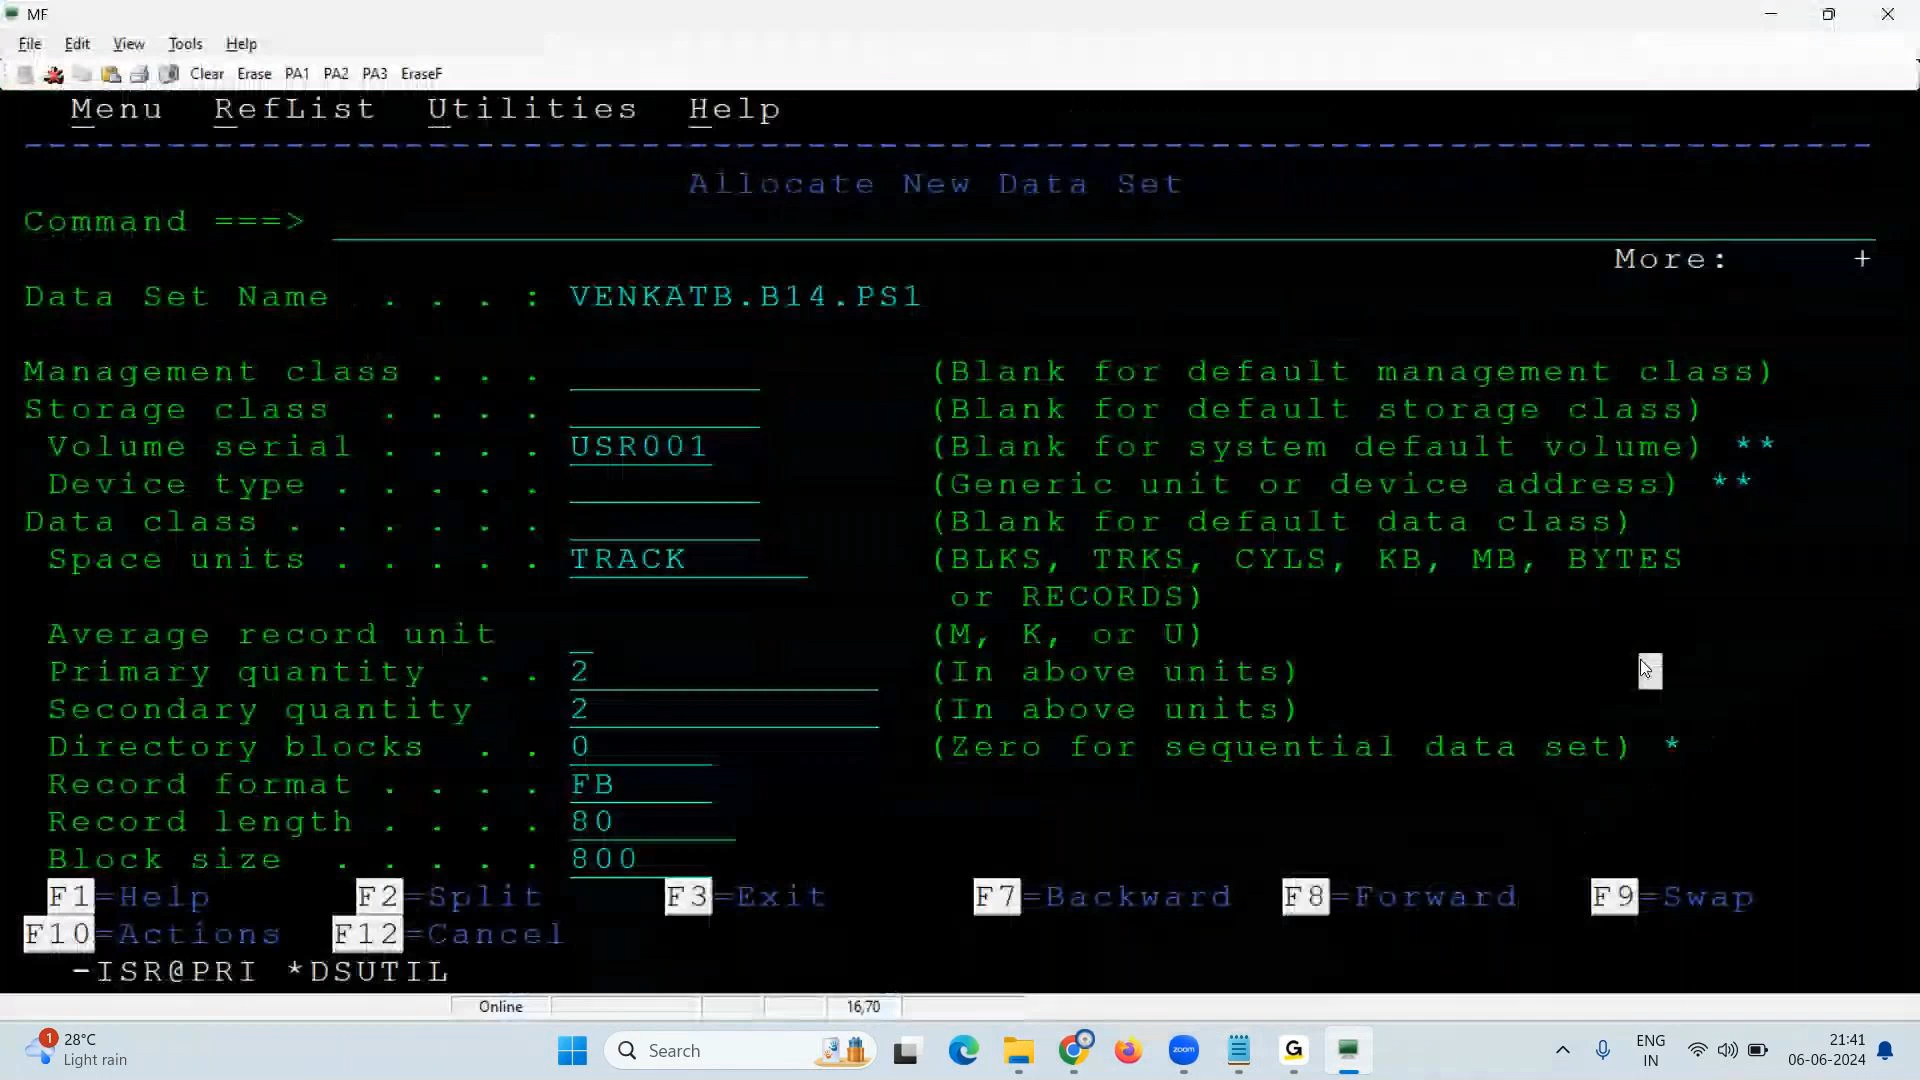 MF
File Edit View Tools Help
Clear Erase PA1 PA2 PA3 EraseF
Menu RefList Utilities Help
Allocate New Data Set
Command ===>
More: +
Data Set Name . . . : VENKATB.B14.PS1
Management class . . . (Blank for default management class)
Storage class . . . . (Blank for default storage class)
Volume serial . . . . USR001 (Blank for system default volume) **
Device type . . . . . (Generic unit or device address) **
Data class . . . . . . (Blank for default data class)
Space units . . . . . TRACK (BLKS, TRKS, CYLS, KB, MB, BYTES
or RECORDS)
Average record unit _ (M, K, or U)
Primary quantity . . 2 (In above units)
Secondary quantity 2 (In above units)
Directory blocks . . 0 (Zero for sequential data set) *
Record format . . . . FB
Record length . . . . 80
Block size . . . . . 800
F1=Help F2=Split F3=Exit F7=Backward F8=Forward F9=Swap
F10=Actions F12=Cancel
-ISR@PRI *DSUTIL
Online 16,70
1 28°C
Light rain
Search
zoom
G
ENG
IN
21:41
06-06-2024